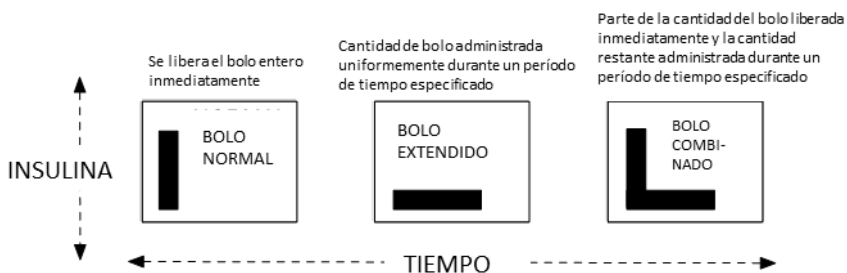 Se libera el bolo entero
inmediatamente
Cantidad de bolo administrada
uniformemente durante un período
de tiempo especificado
Parte de la cantidad del bolo liberada
inmediatamente y la cantidad
restante administrada durante un
período de tiempo especificado
INSULINA
BOLO
NORMAL
BOLO
EXTENDIDO
BOLO
COMBI-
NADO
TIEMPO